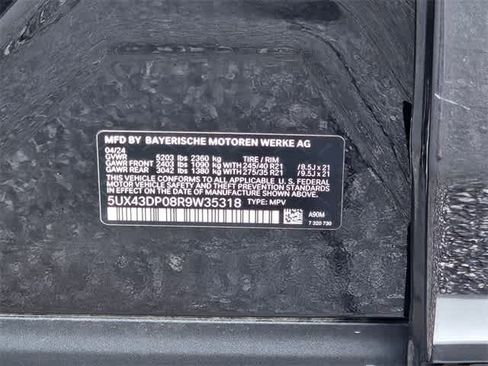 MFD BY BAYERISCHE MOTOREN WERKE AG
04/24
GVWR 5203 lbs 2360 kg TIRE / RIM
GAWR FRONT 2403 lbs 1090 kg WITH 245/40 R21 / 8.5J x 21
GAWR REAR 3042 lbs 1380 kg WITH 275/35 R21 / 9.5J x 21
THIS VEHICLE CONFORMS TO ALL APPLICABLE U.S. FEDERAL
MOTOR VEHICLE SAFETY AND THEFT PREVENTION STANDARDS
IN EFFECT ON THE DATE OF MANUFACTURE SHOWN ABOVE.
5UX43DP08R9W35318 TYPE: MPV
A90M
7 320 730